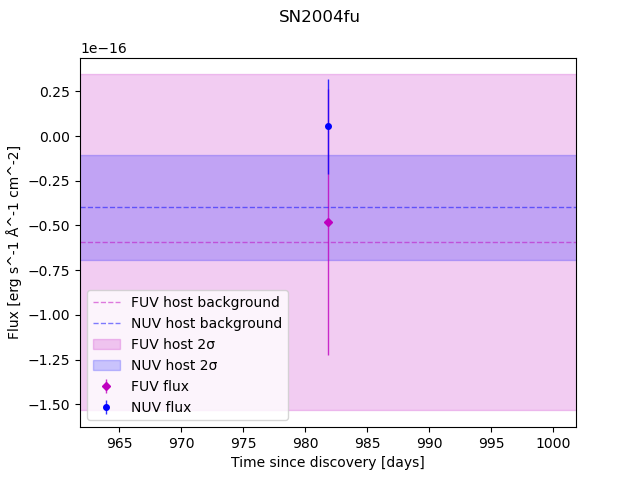 SN2004fu
1e−16
0.25
0.00
−0.25
−0.50
−0.75
−1.00
−1.25
−1.50
Flux [erg s^-1 Å^-1 cm^-2]
FUV host background
NUV host background
FUV host 2σ
NUV host 2σ
FUV flux
NUV flux
965 970 975 980 985 990 995 1000
Time since discovery [days]